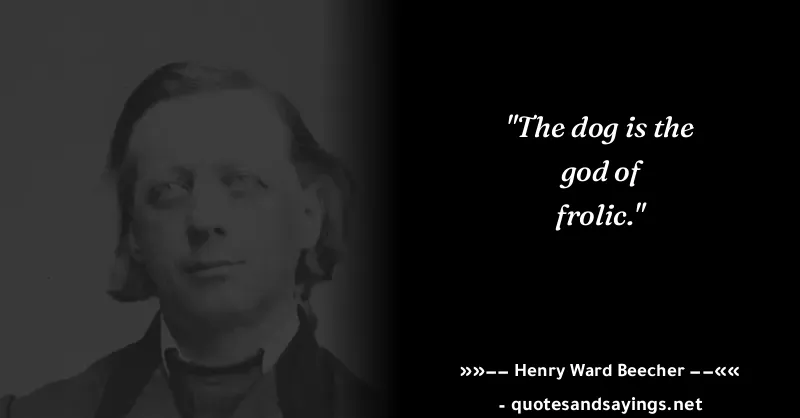 "The dog is the
god of
frolic."
»»–– Henry Ward Beecher ––««
- quotesandsayings.net